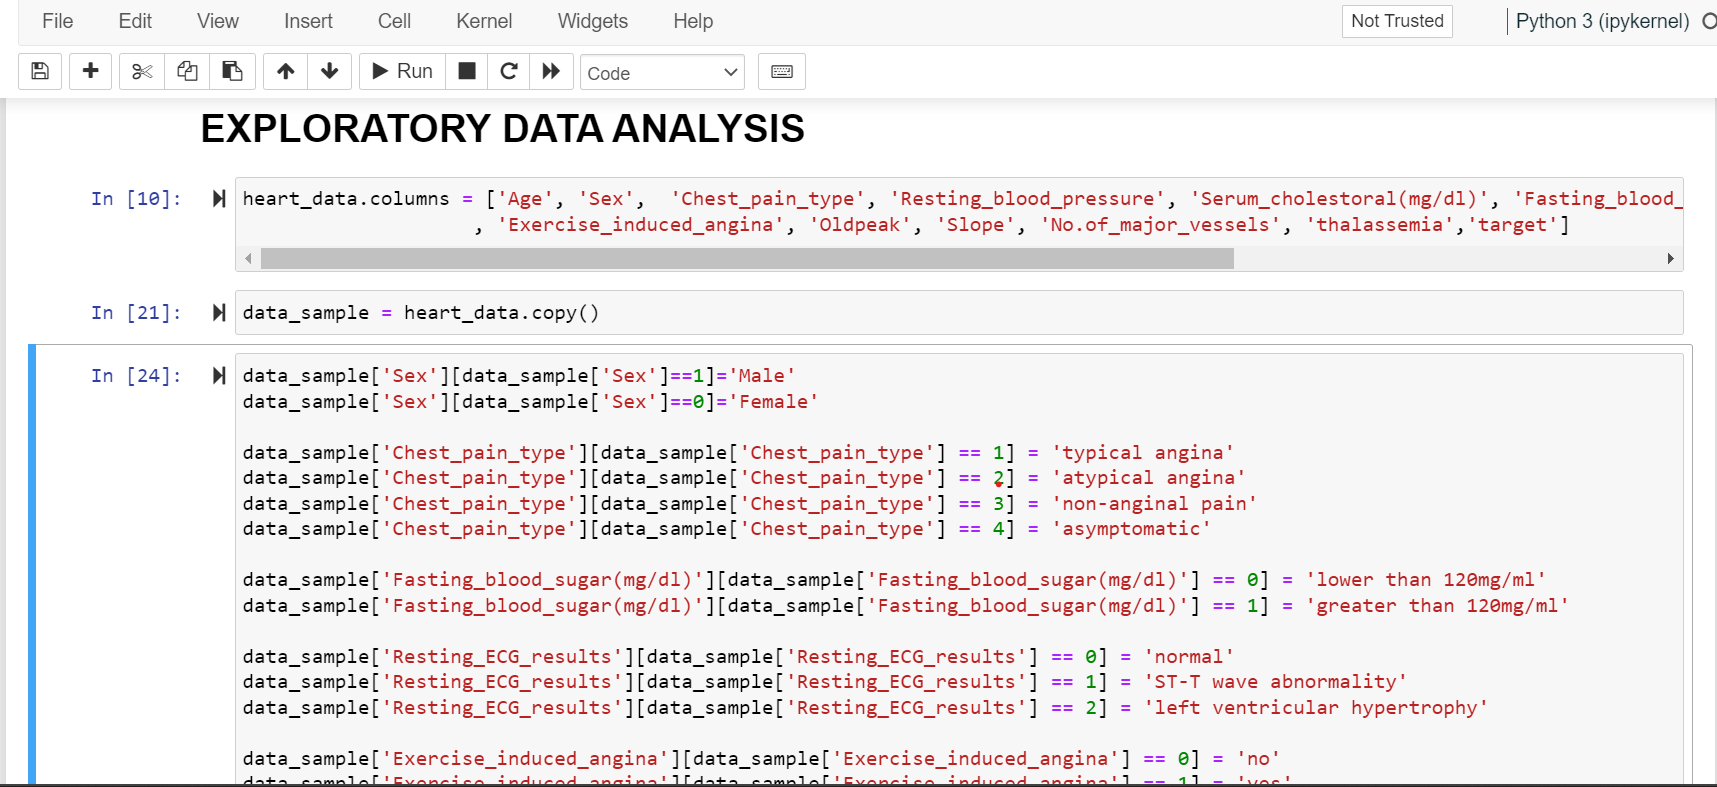 File Edit View Insert Cell Kernel Widgets Help Not Trusted Python 3 (ipykernel)
Run Code
EXPLORATORY DATA ANALYSIS
In [10]: heart_data.columns = ['Age', 'Sex',  'Chest_pain_type', 'Resting_blood_pressure', 'Serum_cholestoral(mg/dl)', 'Fasting_blood_
, 'Exercise_induced_angina', 'Oldpeak', 'Slope', 'No.of_major_vessels', 'thalassemia','target']
In [21]: data_sample = heart_data.copy()
In [24]: data_sample['Sex'][data_sample['Sex']==1]='Male'
data_sample['Sex'][data_sample['Sex']==0]='Female'
data_sample['Chest_pain_type'][data_sample['Chest_pain_type'] == 1] = 'typical angina'
data_sample['Chest_pain_type'][data_sample['Chest_pain_type'] == 2] = 'atypical angina'
data_sample['Chest_pain_type'][data_sample['Chest_pain_type'] == 3] = 'non-anginal pain'
data_sample['Chest_pain_type'][data_sample['Chest_pain_type'] == 4] = 'asymptomatic'
data_sample['Fasting_blood_sugar(mg/dl)'][data_sample['Fasting_blood_sugar(mg/dl)'] == 0] = 'lower than 120mg/ml'
data_sample['Fasting_blood_sugar(mg/dl)'][data_sample['Fasting_blood_sugar(mg/dl)'] == 1] = 'greater than 120mg/ml'
data_sample['Resting_ECG_results'][data_sample['Resting_ECG_results'] == 0] = 'normal'
data_sample['Resting_ECG_results'][data_sample['Resting_ECG_results'] == 1] = 'ST-T wave abnormality'
data_sample['Resting_ECG_results'][data_sample['Resting_ECG_results'] == 2] = 'left ventricular hypertrophy'
data_sample['Exercise_induced_angina'][data_sample['Exercise_induced_angina'] == 0] = 'no'
data_sample['Exercise_induced_angina'][data_sample['Exercise_induced_angina'] == 1] = 'yes'